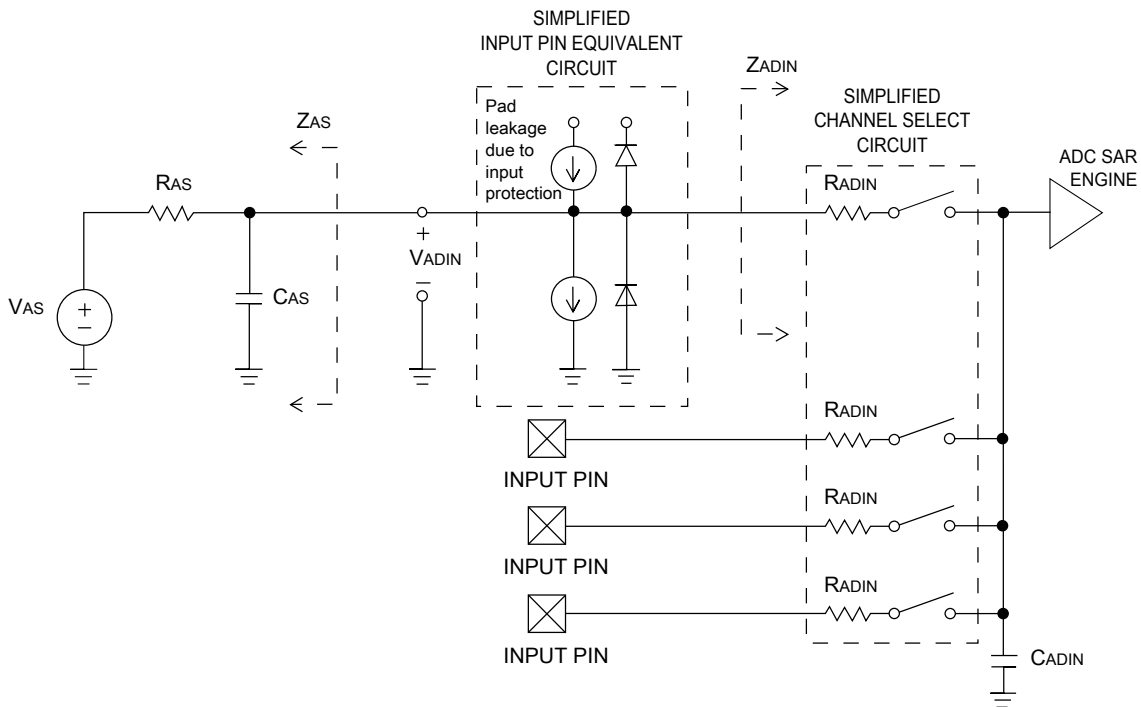 SIMPLIFIED
INPUT PIN EQUIVALENT
CIRCUIT
ZADIN
SIMPLIFIED
CHANNEL SELECT
CIRCUIT
Pad
leakage
due to
input
protection
ZAS
ADC SAR
ENGINE
RAS
RADIN
+
VADIN
–
VAS
+
–
CAS
RADIN
INPUT PIN
RADIN
INPUT PIN
RADIN
INPUT PIN
CADIN